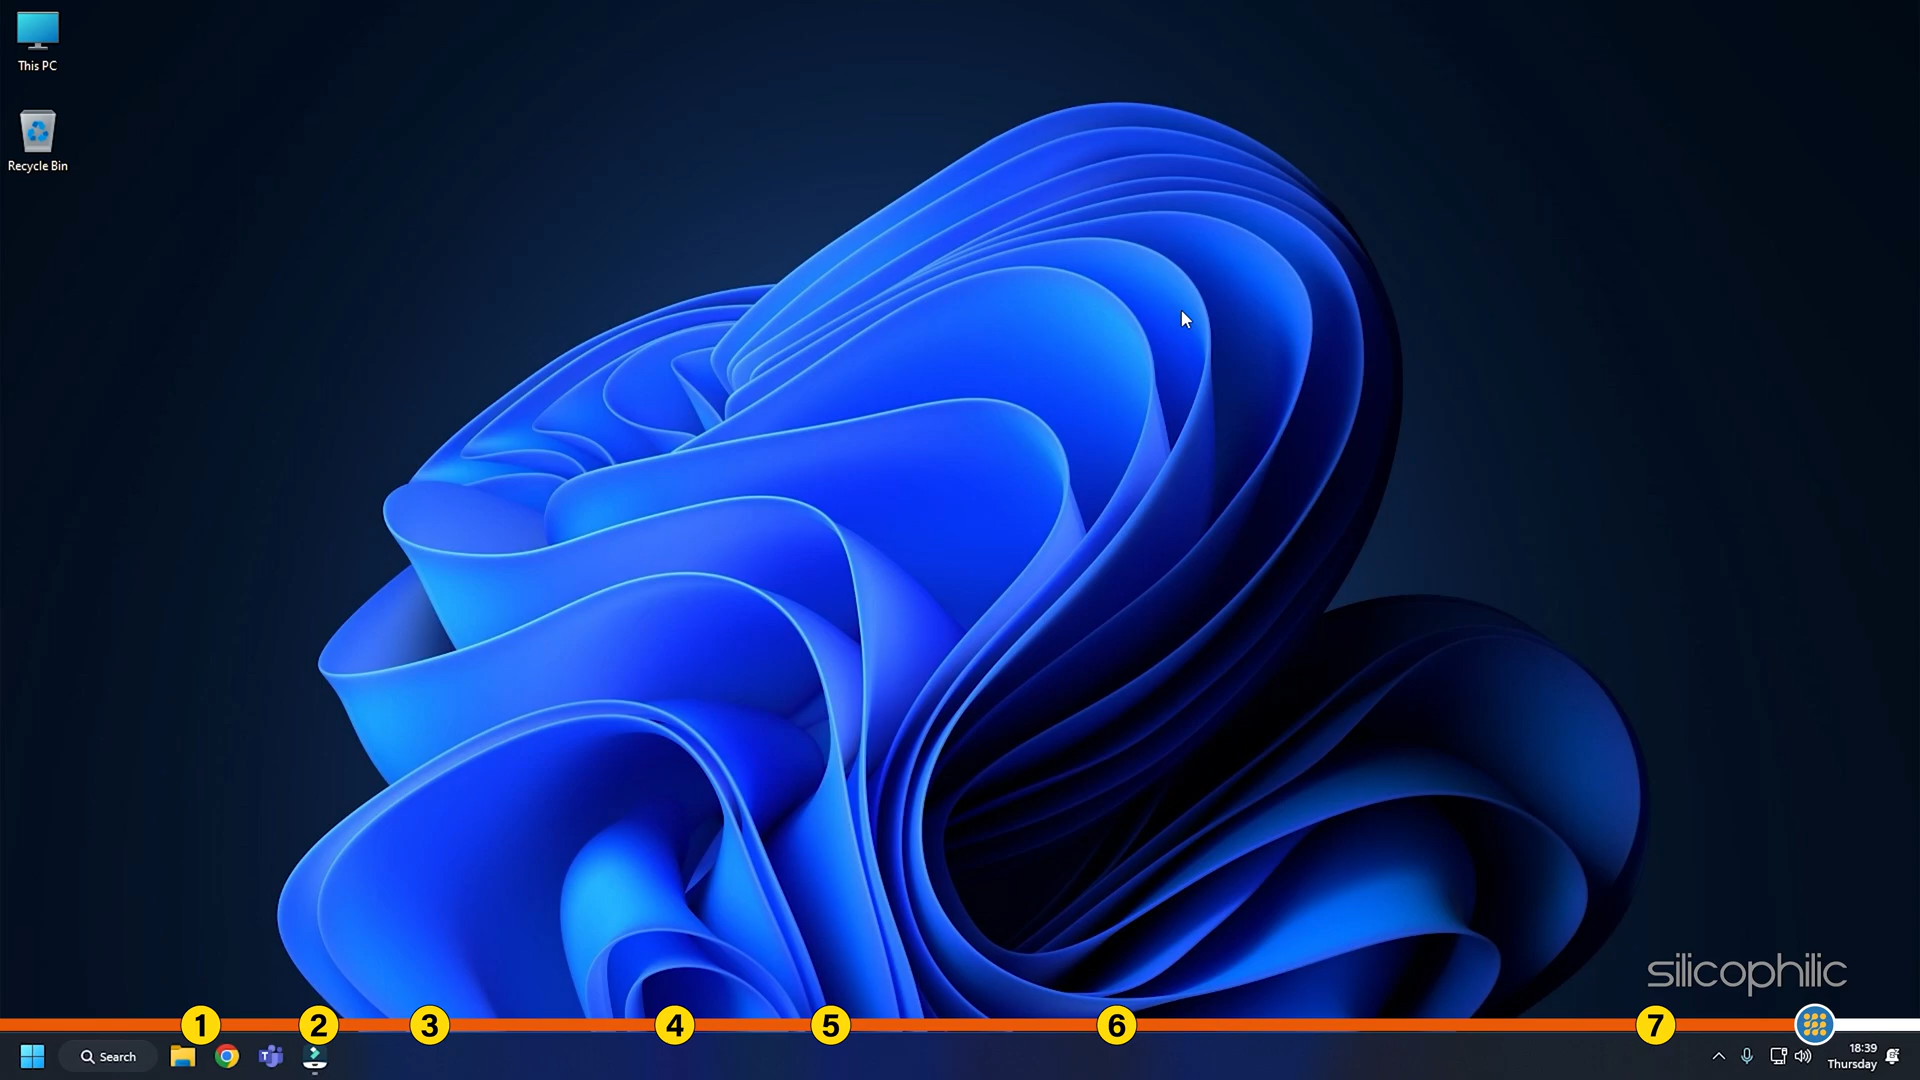 This PC
Recycle Bin
silicophilic
1 2 3 4 5 6 7
Search
18:39
Thursday